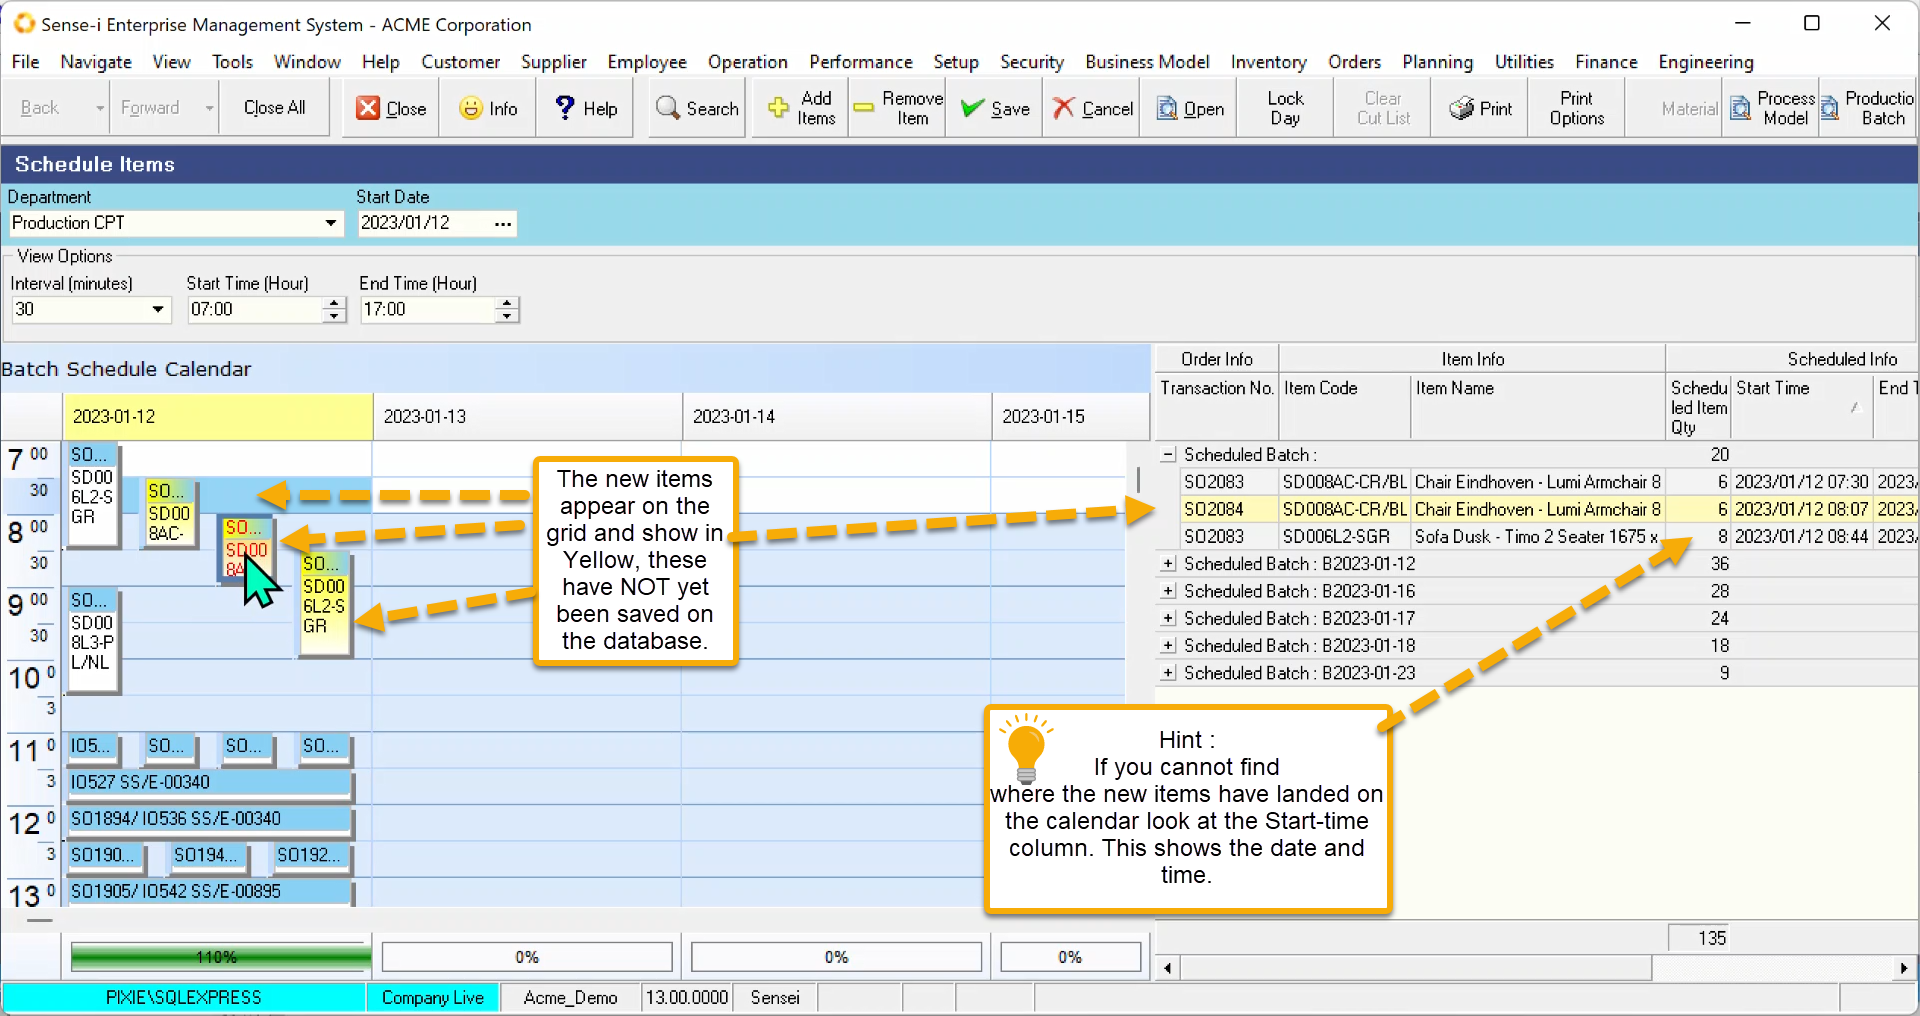 Sense-i Enterprise Management System - ACME Corporation
File Navigate View Tools Window Help Customer Supplier Employee Operation Performance Setup Security Business Model Inventory Orders Planning Utilities Finance Engineering
Back Forward Close All Close Info Help Search Add Items Remove Item Save Cancel Open Lock Day Clear Cut List Print Print Options Material Process Model Productio Batch
Schedule Items
Department Start Date
Production CPT 2023/01/12 ...
View Options
Interval (minutes) Start Time (Hour) End Time (Hour)
30 07:00 17:00
Batch Schedule Calendar
2023-01-12 2023-01-13 2023-01-14 2023-01-15
7 00
30
8 00
30
9 00
30
10 0
3
11 0
3
12 0
3
13 0
SO...
SD00
6L2-S
GR
SO...
SD00
8AC-
SO...
SD00
SO...
SD00
6L2-S
GR
SO...
SD00
8L3-P
L/NL
IO5... SO... SO... SO...
IO527 SS/E-00340
SO1894/ IO536 SS/E-00340
SO190... SO194... SO192...
SO1905/ IO542 SS/E-00895
110% 0% 0% 0%
The new items
appear on the
grid and show in
Yellow, these
have NOT yet
been saved on
the database.
Order Info Item Info Scheduled Info
Transaction No. Item Code Item Name Schedu Start Time End T
led Item
Qty
Scheduled Batch : 20
SO2083 SD008AC-CR/BL Chair Eindhoven - Lumi Armchair 8 6 2023/01/12 07:30 2023/
SO2084 SD008AC-CR/BL Chair Eindhoven - Lumi Armchair 8 6 2023/01/12 08:07 2023/
SO2083 SD006L2-SGR Sofa Dusk - Timo 2 Seater 1675 x 8 2023/01/12 08:44 2023/
Scheduled Batch : B2023-01-12 36
Scheduled Batch : B2023-01-16 28
Scheduled Batch : B2023-01-17 24
Scheduled Batch : B2023-01-18 18
Scheduled Batch : B2023-01-23 9
Hint :
If you cannot find
where the new items have landed on
the calendar look at the Start-time
column. This shows the date and
time.
135
PIXIE\SQLEXPRESS Company Live Acme_Demo 13.00.0000 Sensei